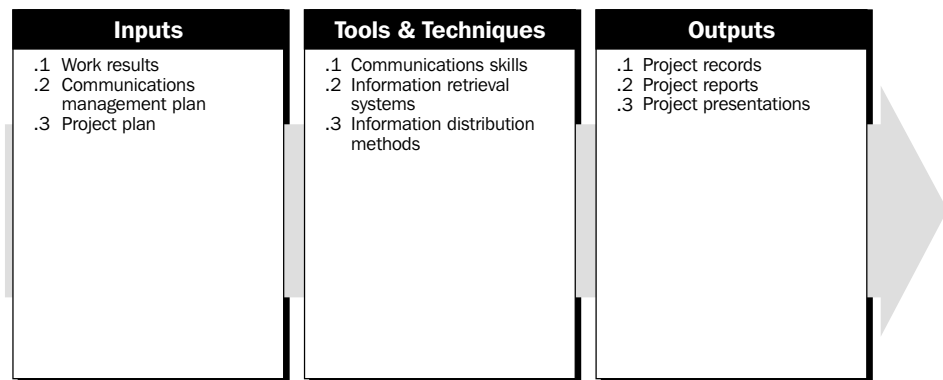 Inputs
.1 Work results
.2 Communications
management plan
.3 Project plan
Tools & Techniques
.1 Communications skills
.2 Information retrieval
systems
.3 Information distribution
methods
Outputs
.1 Project records
.2 Project reports
.3 Project presentations